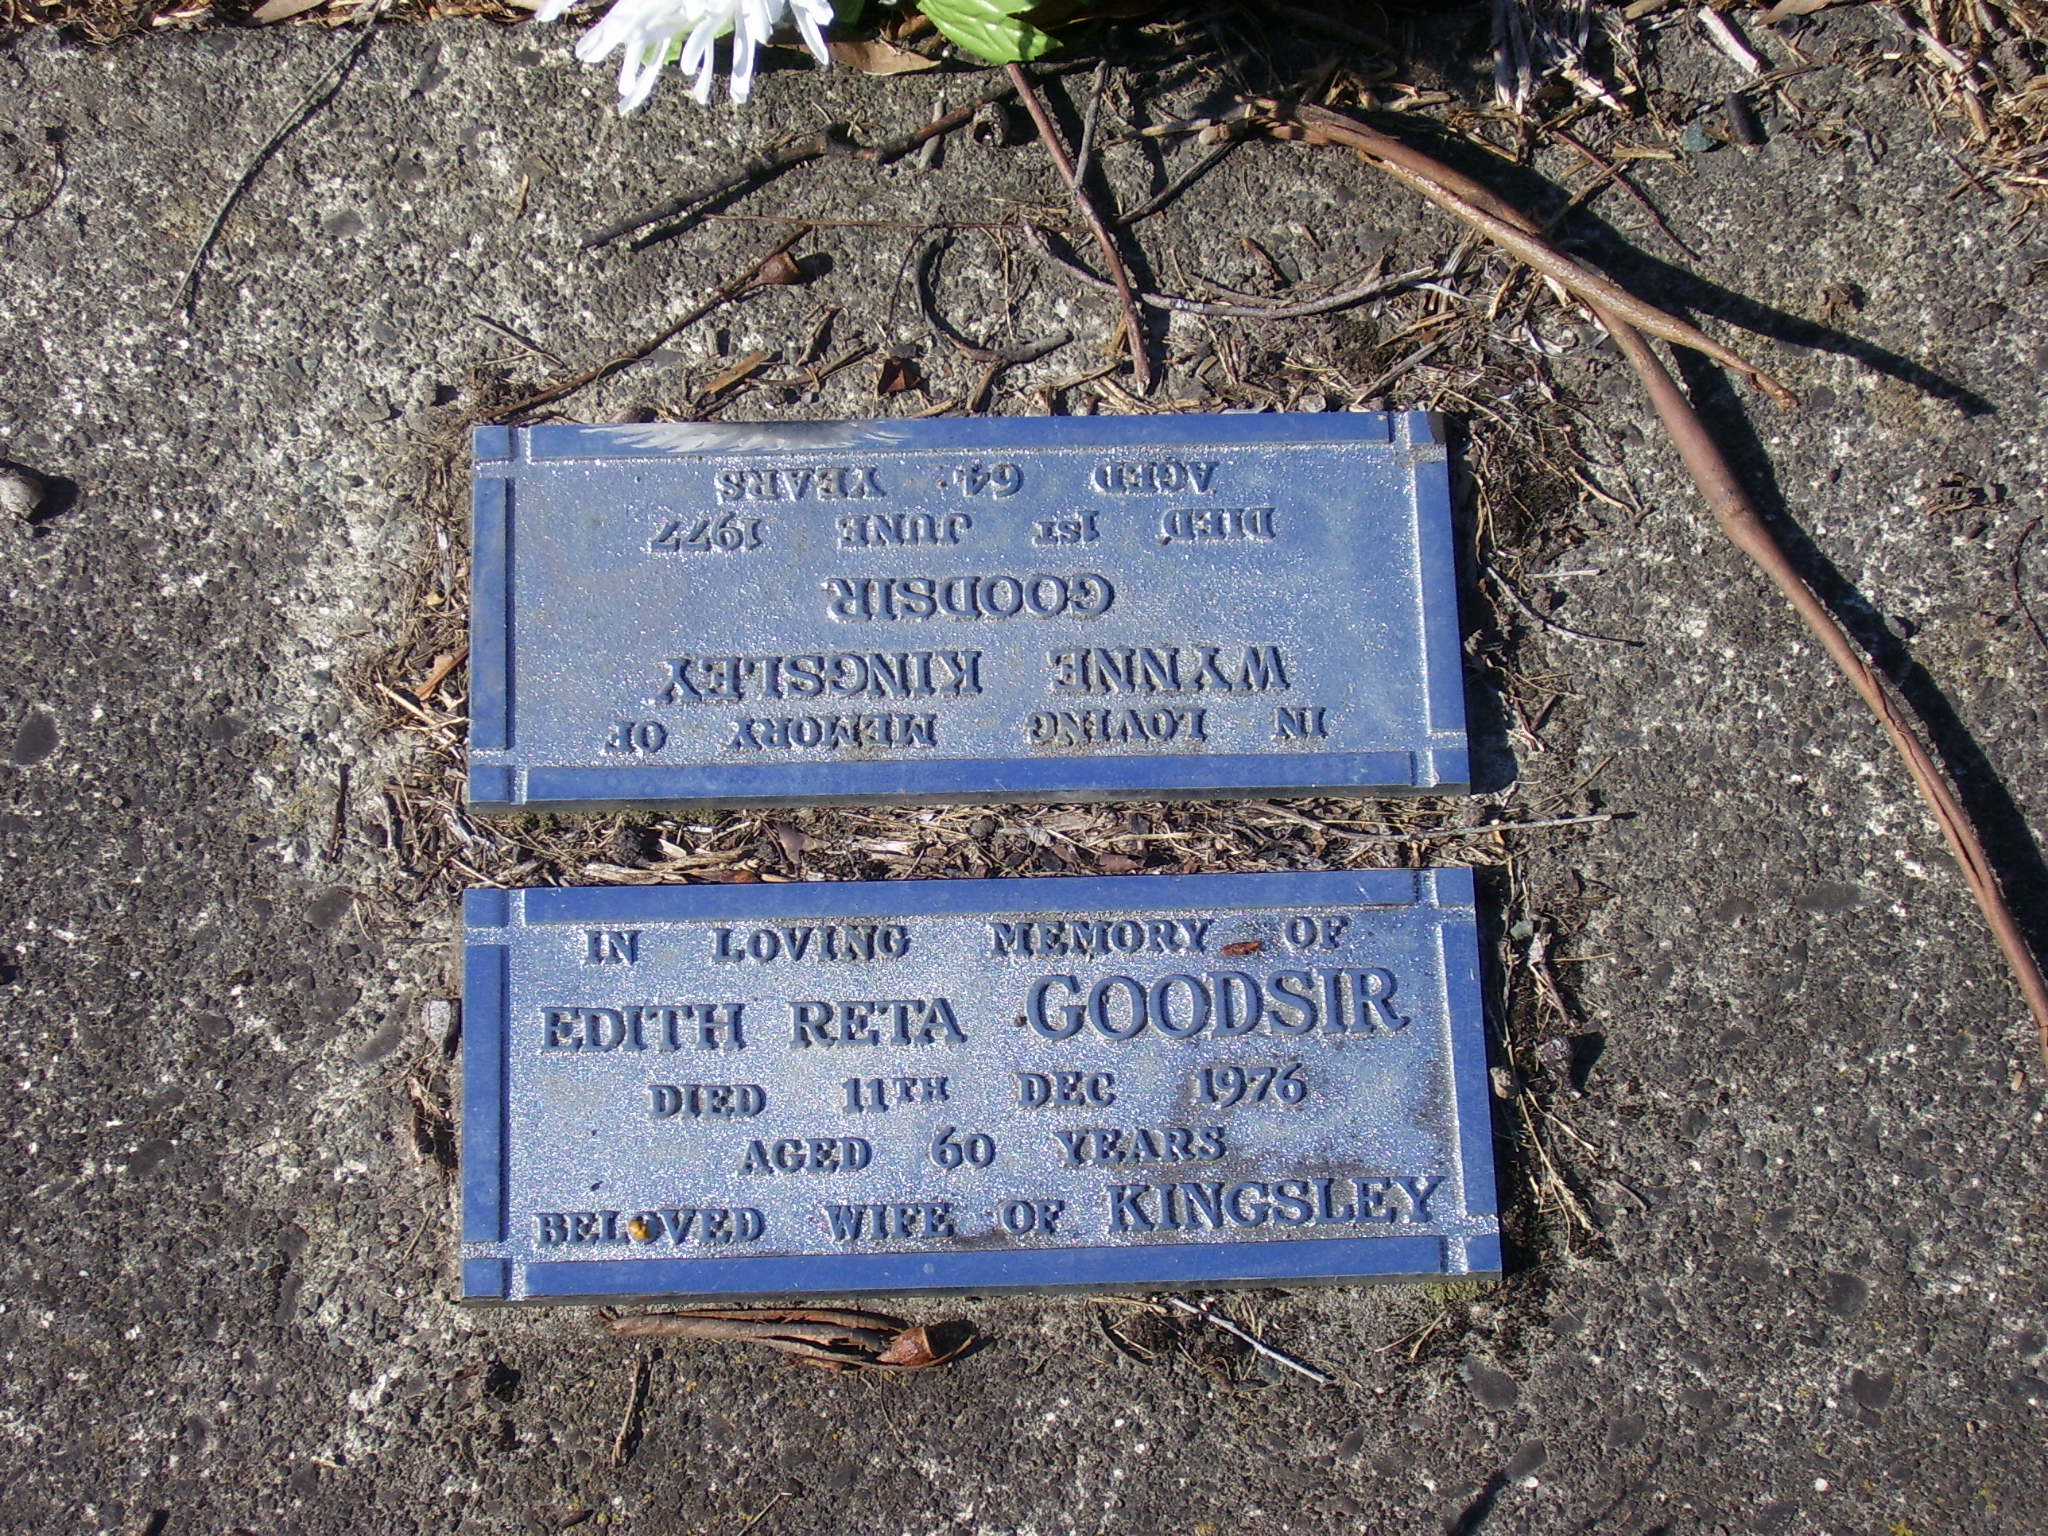 IN LOVING MEMORY OF
WYNNE KINGSLEY
GOODSIR
DIED 1ST JUNE 1977
AGED 64 YEARS
IN LOVING MEMORY OF
EDITH RETA GOODSIR
DIED 11TH DEC 1976
AGED 60 YEARS
BELOVED WIFE OF KINGSLEY